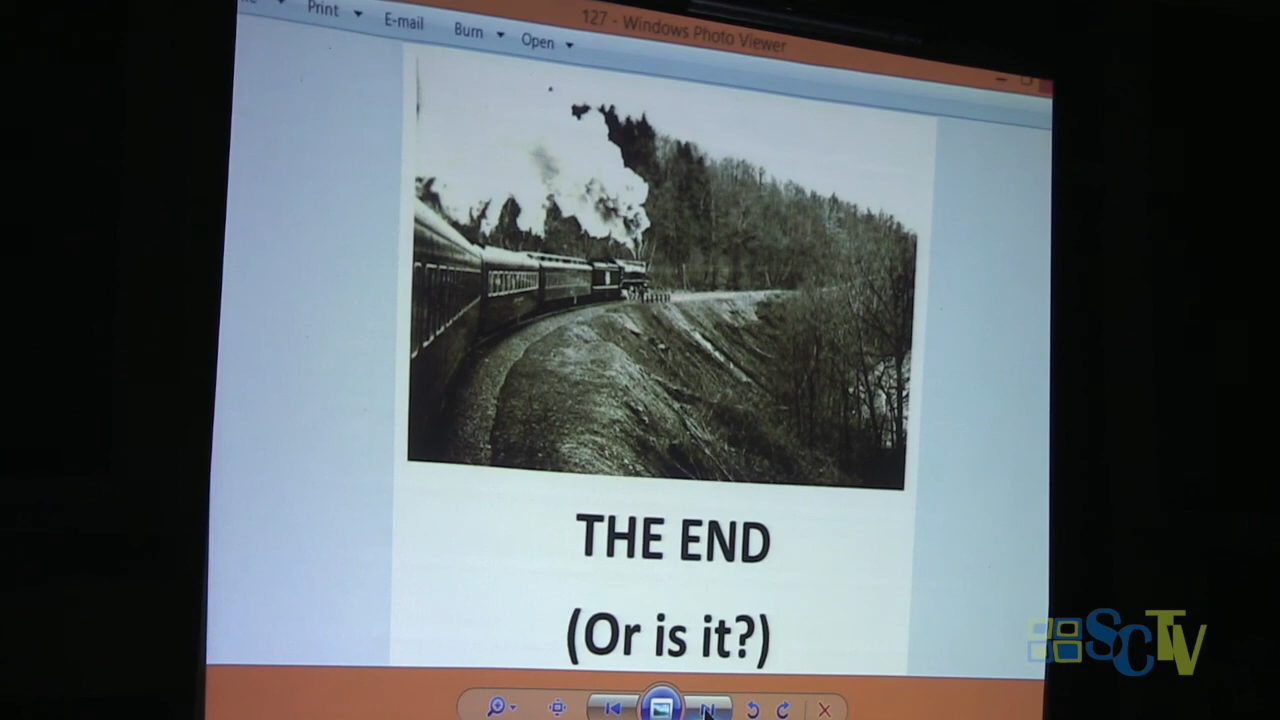 127 - Windows Photo Viewer
Print E-mail Burn Open
THE END
(Or is it?)
SCTV